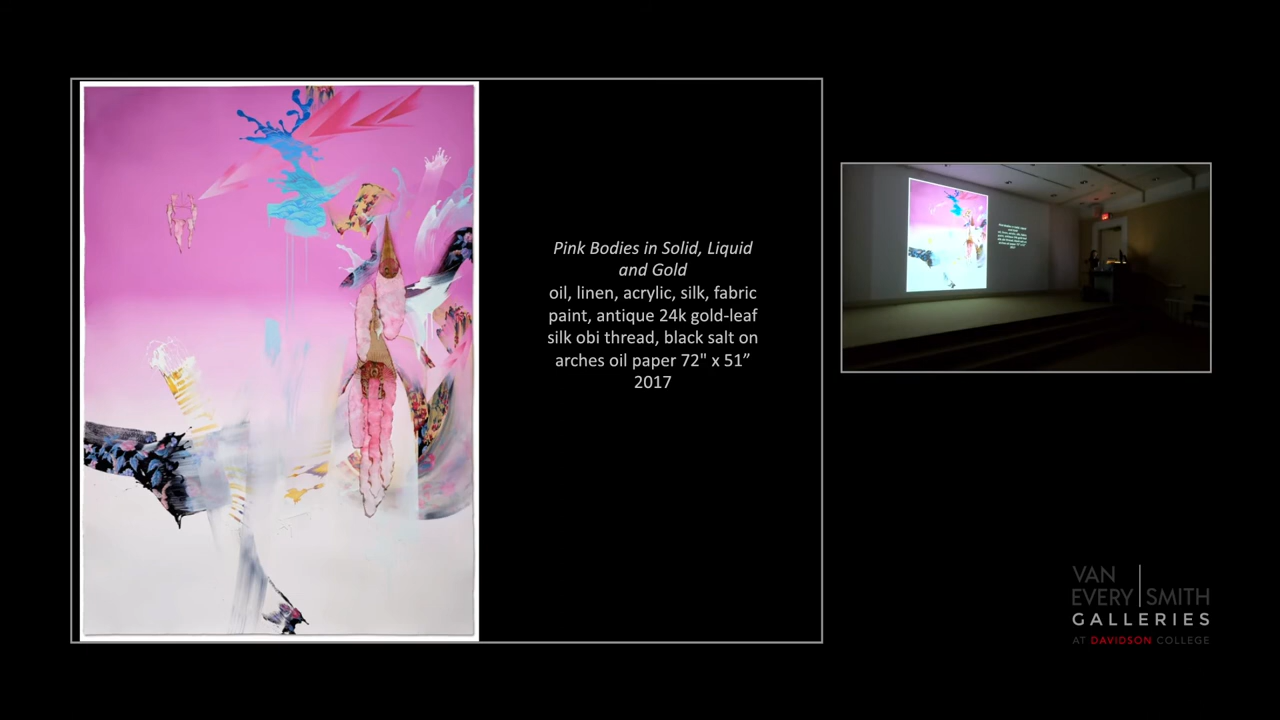 Pink Bodies in Solid, Liquid
and Gold
oil, linen, acrylic, silk, fabric
paint, antique 24k gold-leaf
silk obi thread, black salt on
arches oil paper 72" x 51”
2017
VAN
EVERY SMITH
GALLERIES
AT DAVIDSON COLLEGE